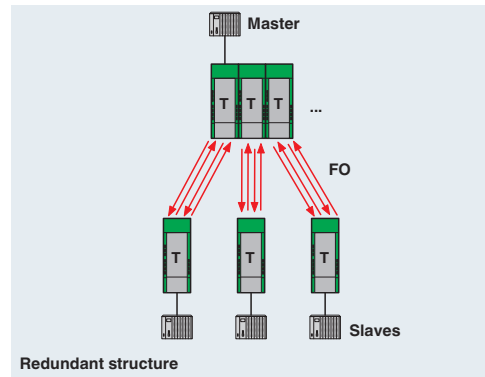 Master
T T T ...
FO
T T T
Slaves
Redundant structure